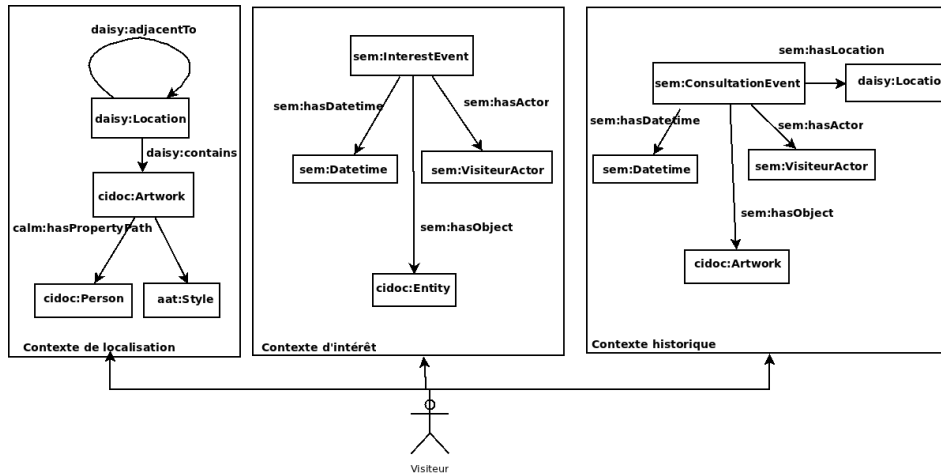 daisy:adjacentTo
daisy:Location
daisy:contains
cidoc:Artwork
calm:hasPropertyPath
cidoc:Person
aat:Style
Contexte de localisation
sem:InterestEvent
sem:hasDatetime
sem:hasActor
sem:Datetime
sem:VisiteurActor
sem:hasObject
cidoc:Entity
Contexte d'intérêt
sem:hasLocation
sem:ConsultationEvent
daisy:Locatio
sem:hasDatetime
sem:hasActor
sem:Datetime
sem:VisiteurActor
sem:hasObject
cidoc:Artwork
Contexte historique
Visiteur